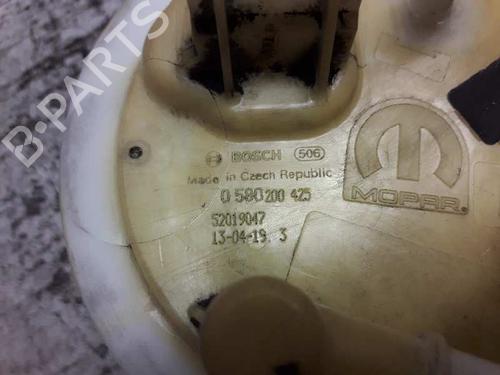 B-PARTS
BOSCH 506
Made in Czech Republic
0 580 200 425
52019047
13-04-19. 3
MOPAR